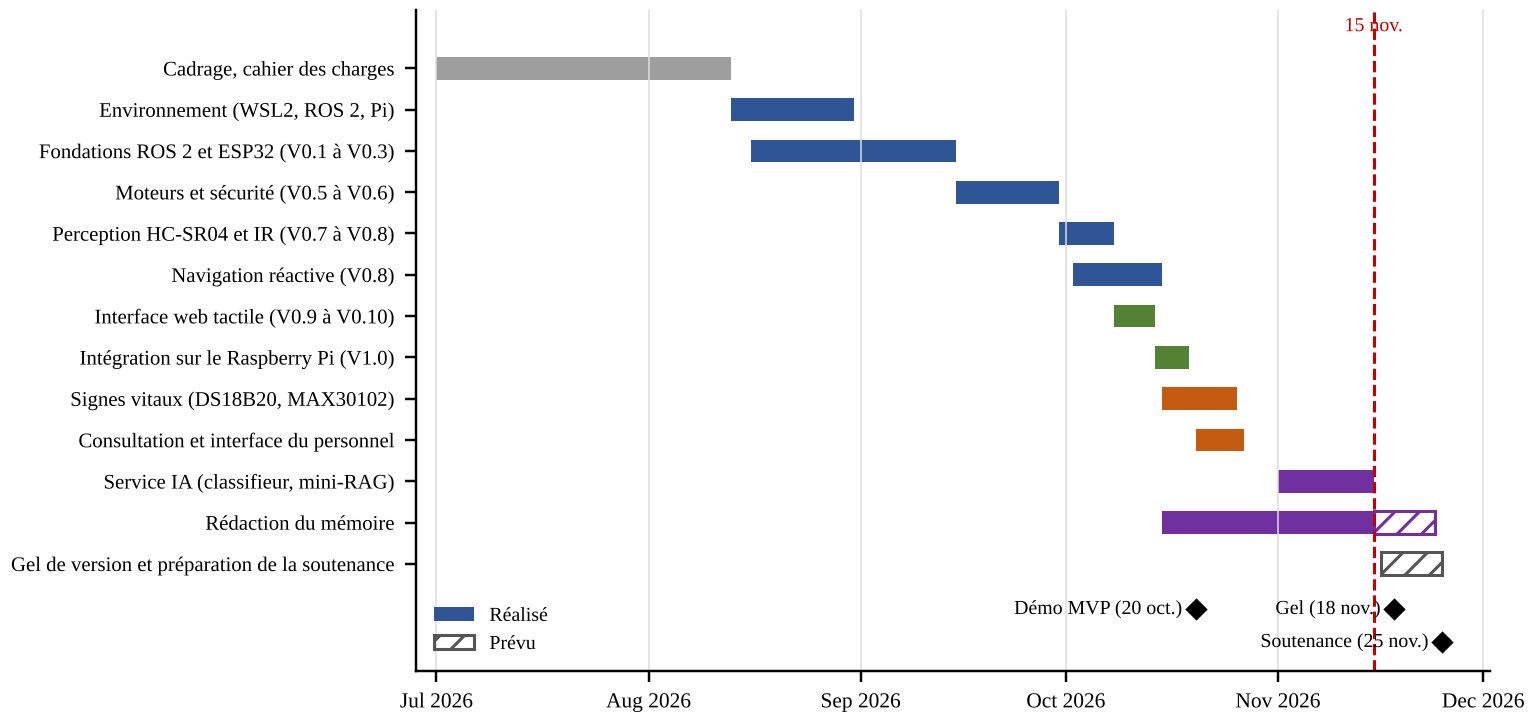 15 nov.
Cadrage, cahier des charges
Environnement (WSL2, ROS 2, Pi)
Fondations ROS 2 et ESP32 (V0.1 à V0.3)
Moteurs et sécurité (V0.5 à V0.6)
Perception HC-SR04 et IR (V0.7 à V0.8)
Navigation réactive (V0.8)
Interface web tactile (V0.9 à V0.10)
Intégration sur le Raspberry Pi (V1.0)
Signes vitaux (DS18B20, MAX30102)
Consultation et interface du personnel
Service IA (classifieur, mini-RAG)
Rédaction du mémoire
Gel de version et préparation de la soutenance
Réalisé
Prévu
Démo MVP (20 oct.)
Gel (18 nov.)
Soutenance (25 nov.)
Jul 2026
Aug 2026
Sep 2026
Oct 2026
Nov 2026
Dec 2026